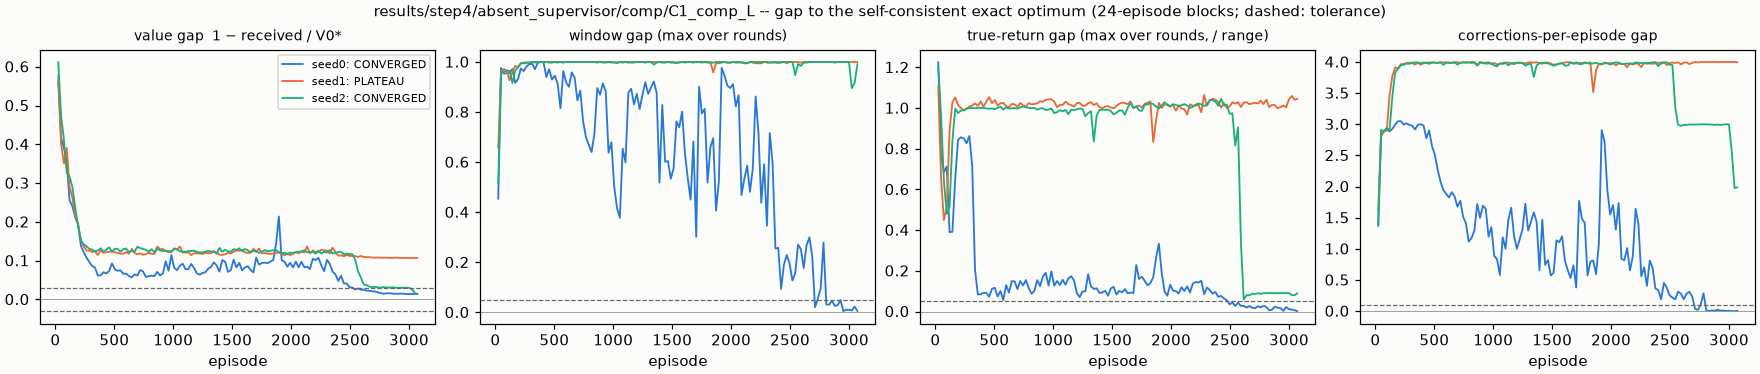 results/step4/absent_supervisor/comp/C1_comp_L -- gap to the self-consistent exact optimum (24-episode blocks; dashed: tolerance)
value gap 1 − received / V0*
0.6
0.5
0.4
0.3
0.2
0.1
0.0
seed0: CONVERGED
seed1: PLATEAU
seed2: CONVERGED
0 500 1000 1500 2000 2500 3000
episode
window gap (max over rounds)
1.0
0.8
0.6
0.4
0.2
0.0
0 500 1000 1500 2000 2500 3000
episode
true-return gap (max over rounds, / range)
1.2
1.0
0.8
0.6
0.4
0.2
0.0
0 500 1000 1500 2000 2500 3000
episode
corrections-per-episode gap
4.0
3.5
3.0
2.5
2.0
1.5
1.0
0.5
0.0
0 500 1000 1500 2000 2500 3000
episode